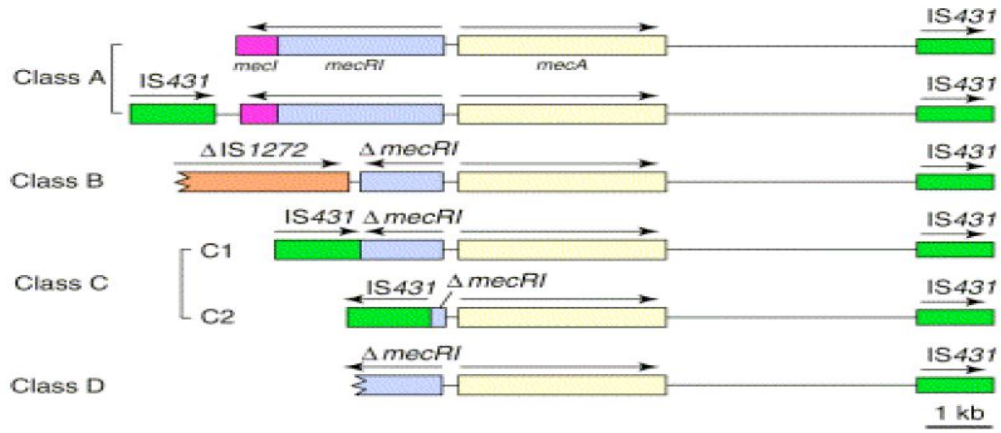 IS431
mecI mecRI mecA
Class A
IS431 IS431
ΔIS1272 ΔmecRI IS431
Class B
IS431 ΔmecRI IS431
C1
Class C
IS431 ΔmecRI IS431
C2
ΔmecRI IS431
Class D
1 kb